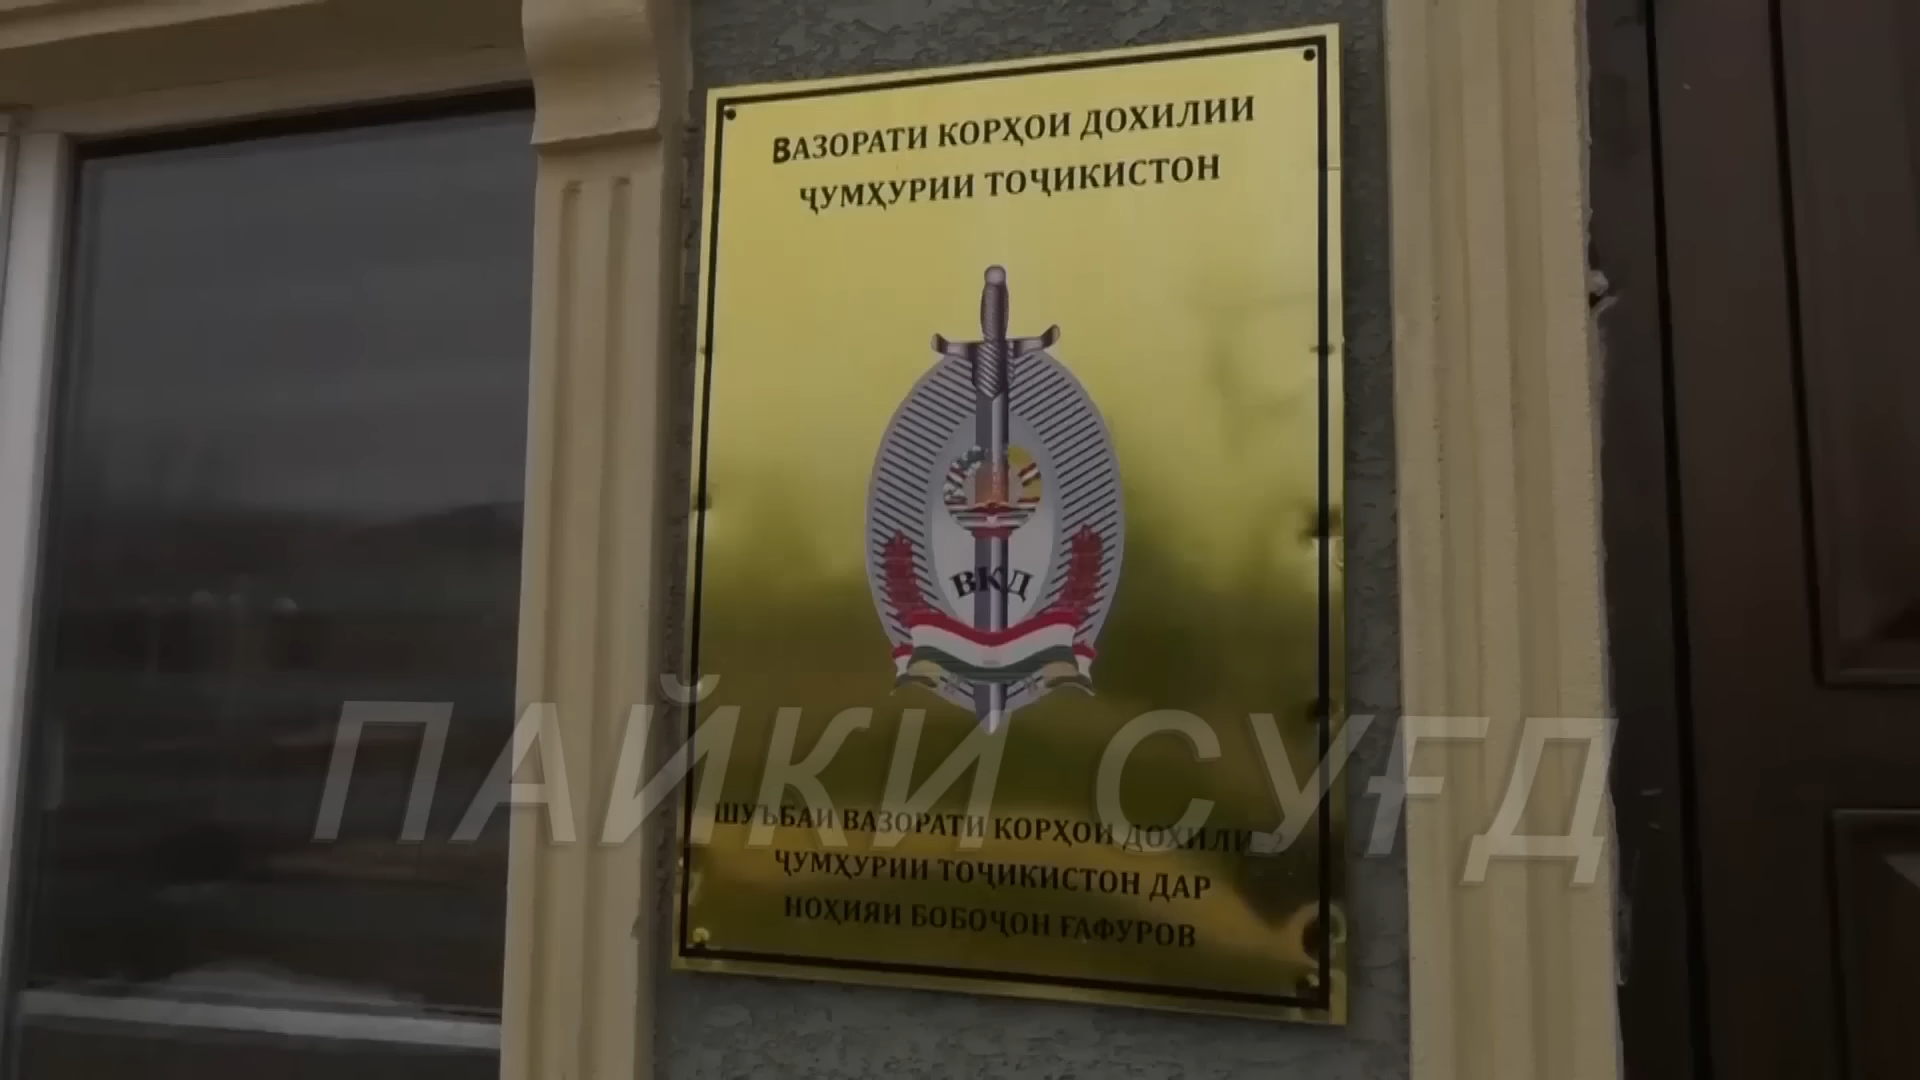 ВАЗОРАТИ КОРҲОИ ДОХИЛИИ
ҶУМҲУРИИ ТОҶИКИСТОН
ВКД
ПАЙКИ СУҒД
ШУЪБАИ ВАЗОРАТИ КОРҲОИ ДОХИЛИИ
ҶУМҲУРИИ ТОҶИКИСТОН ДАР
НОҲИЯИ БОБОҶОН ҒАФУРОВ